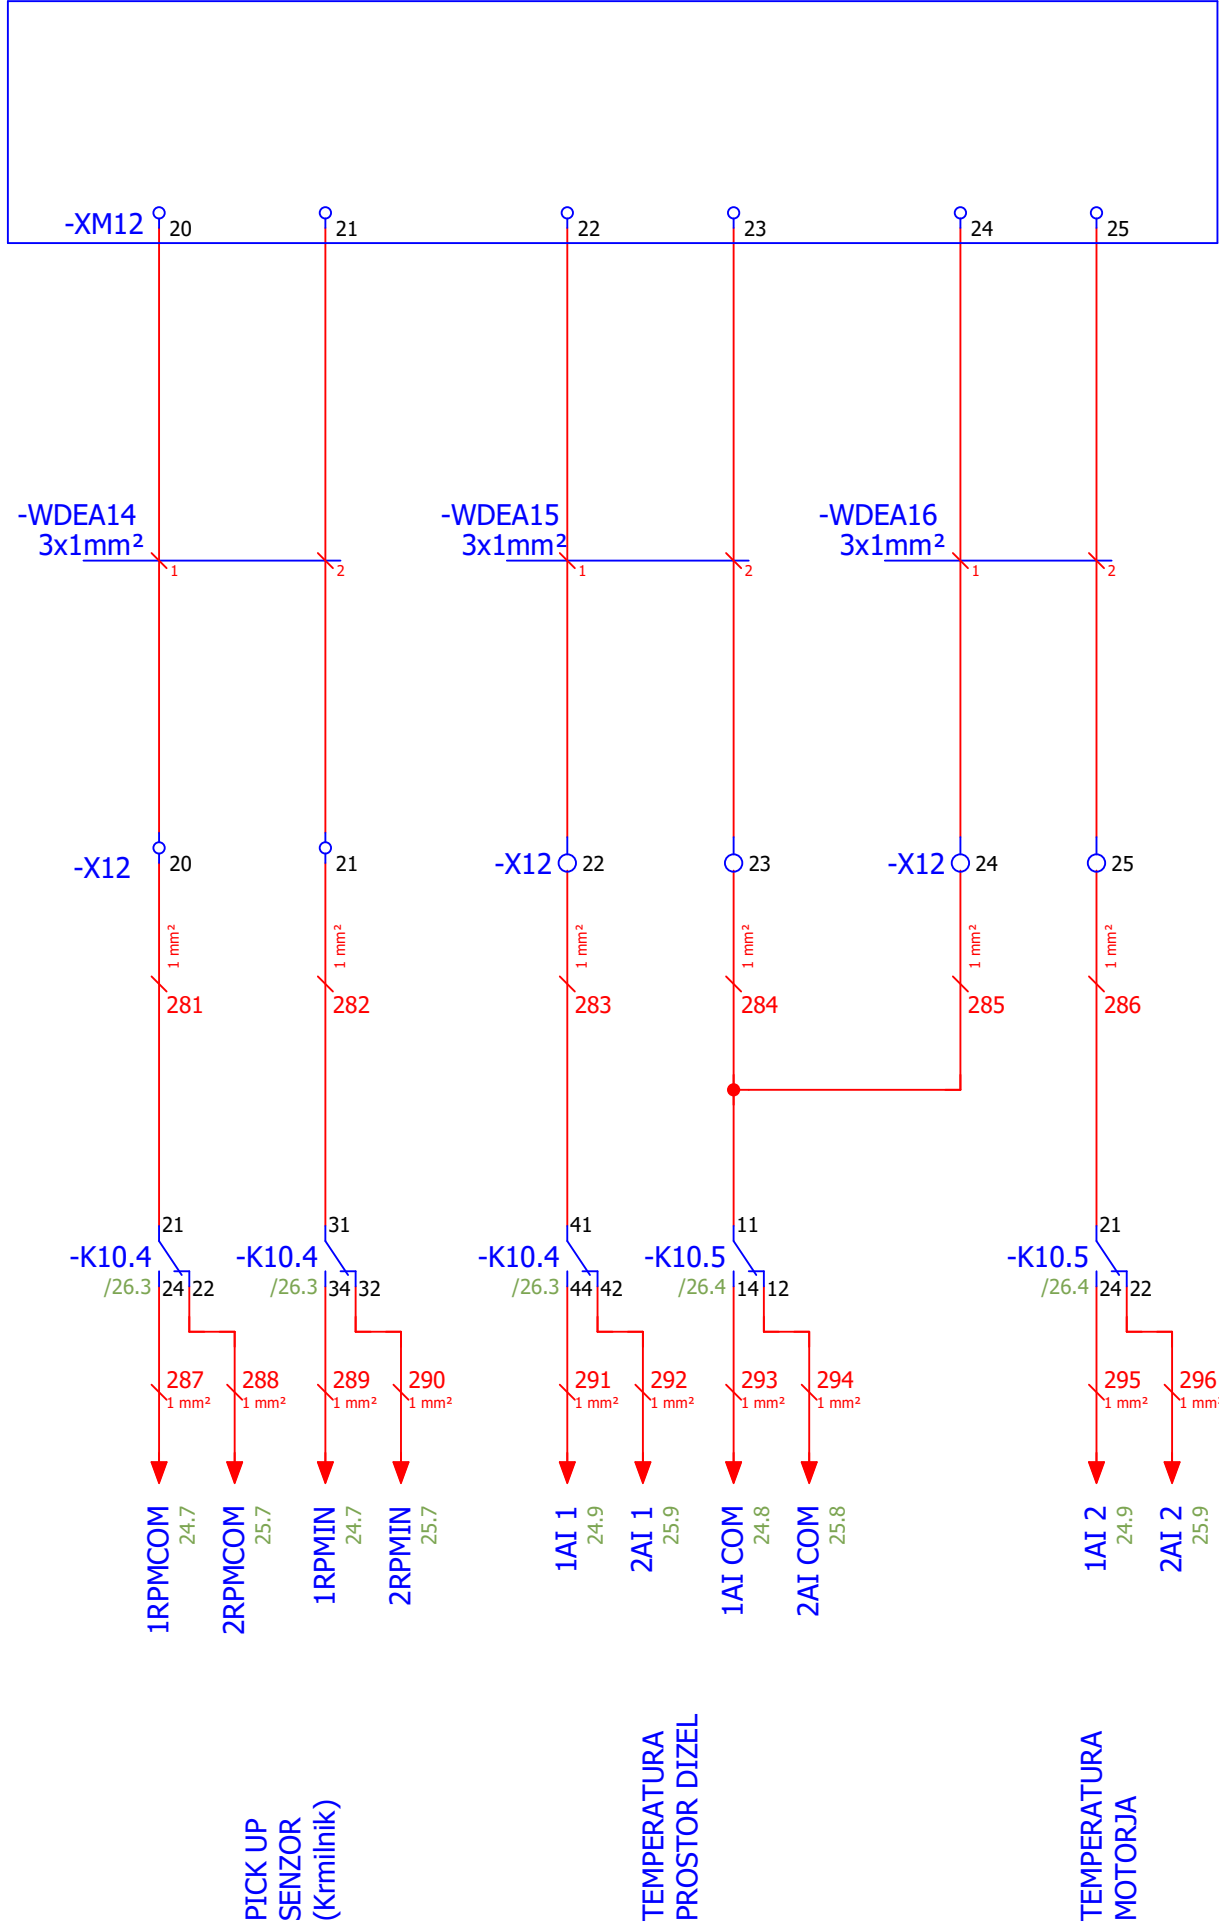 -XM12 20 21 22 23 24 25
-WDEA14 -WDEA15 -WDEA16
3x1mm² 3x1mm² 3x1mm²
1 2 1 2 1 2
-X12 20 21 -X12 22 23 -X12 24 25
1 mm² 1 mm² 1 mm² 1 mm² 1 mm² 1 mm²
281 282 283 284 285 286
21 31 41 11 21
-K10.4 -K10.4 -K10.4 -K10.5 -K10.5
/26.3 24 22 /26.3 34 32 /26.3 44 42 /26.4 14 12 /26.4 24 22
287 288 289 290 291 292 293 294 295 296
1 mm² 1 mm² 1 mm² 1 mm² 1 mm² 1 mm² 1 mm² 1 mm² 1 mm² 1 mm²
1RPMCOM
24.7
2RPMCOM
25.7
1RPMIN
24.7
2RPMIN
25.7
1AI 1
24.9
2AI 1
25.9
1AI COM
24.8
2AI COM
25.8
1AI 2
24.9
2AI 2
25.9
PICK UP
SENZOR
(Krmilnik)
TEMPERATURA
PROSTOR DIZEL
TEMPERATURA
MOTORJA